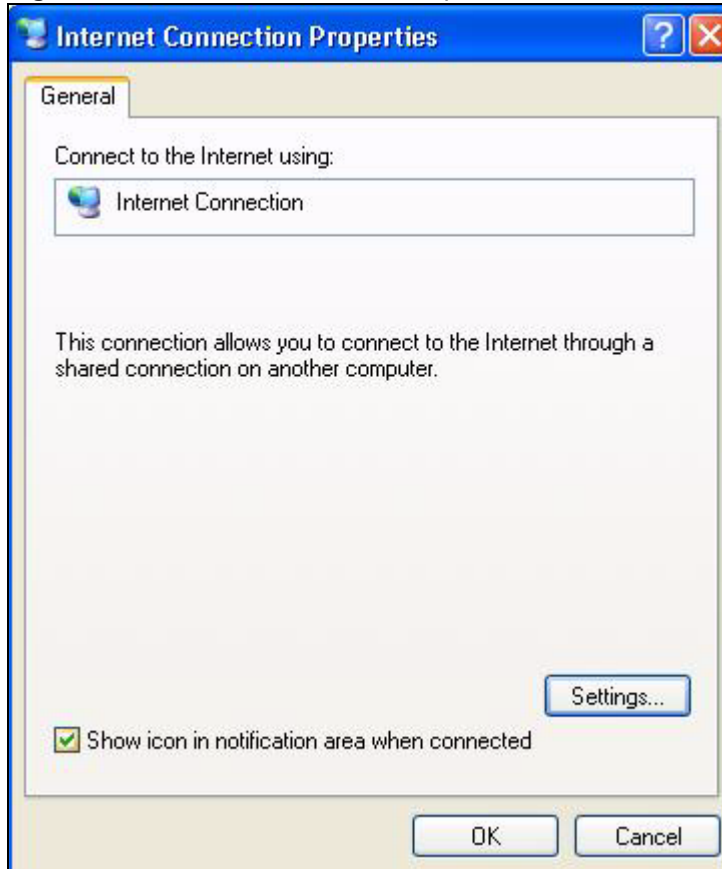 Internet Connection Properties
General
Connect to the Internet using:
Internet Connection
This connection allows you to connect to the Internet through a
shared connection on another computer.
Settings...
Show icon in notification area when connected
OK
Cancel